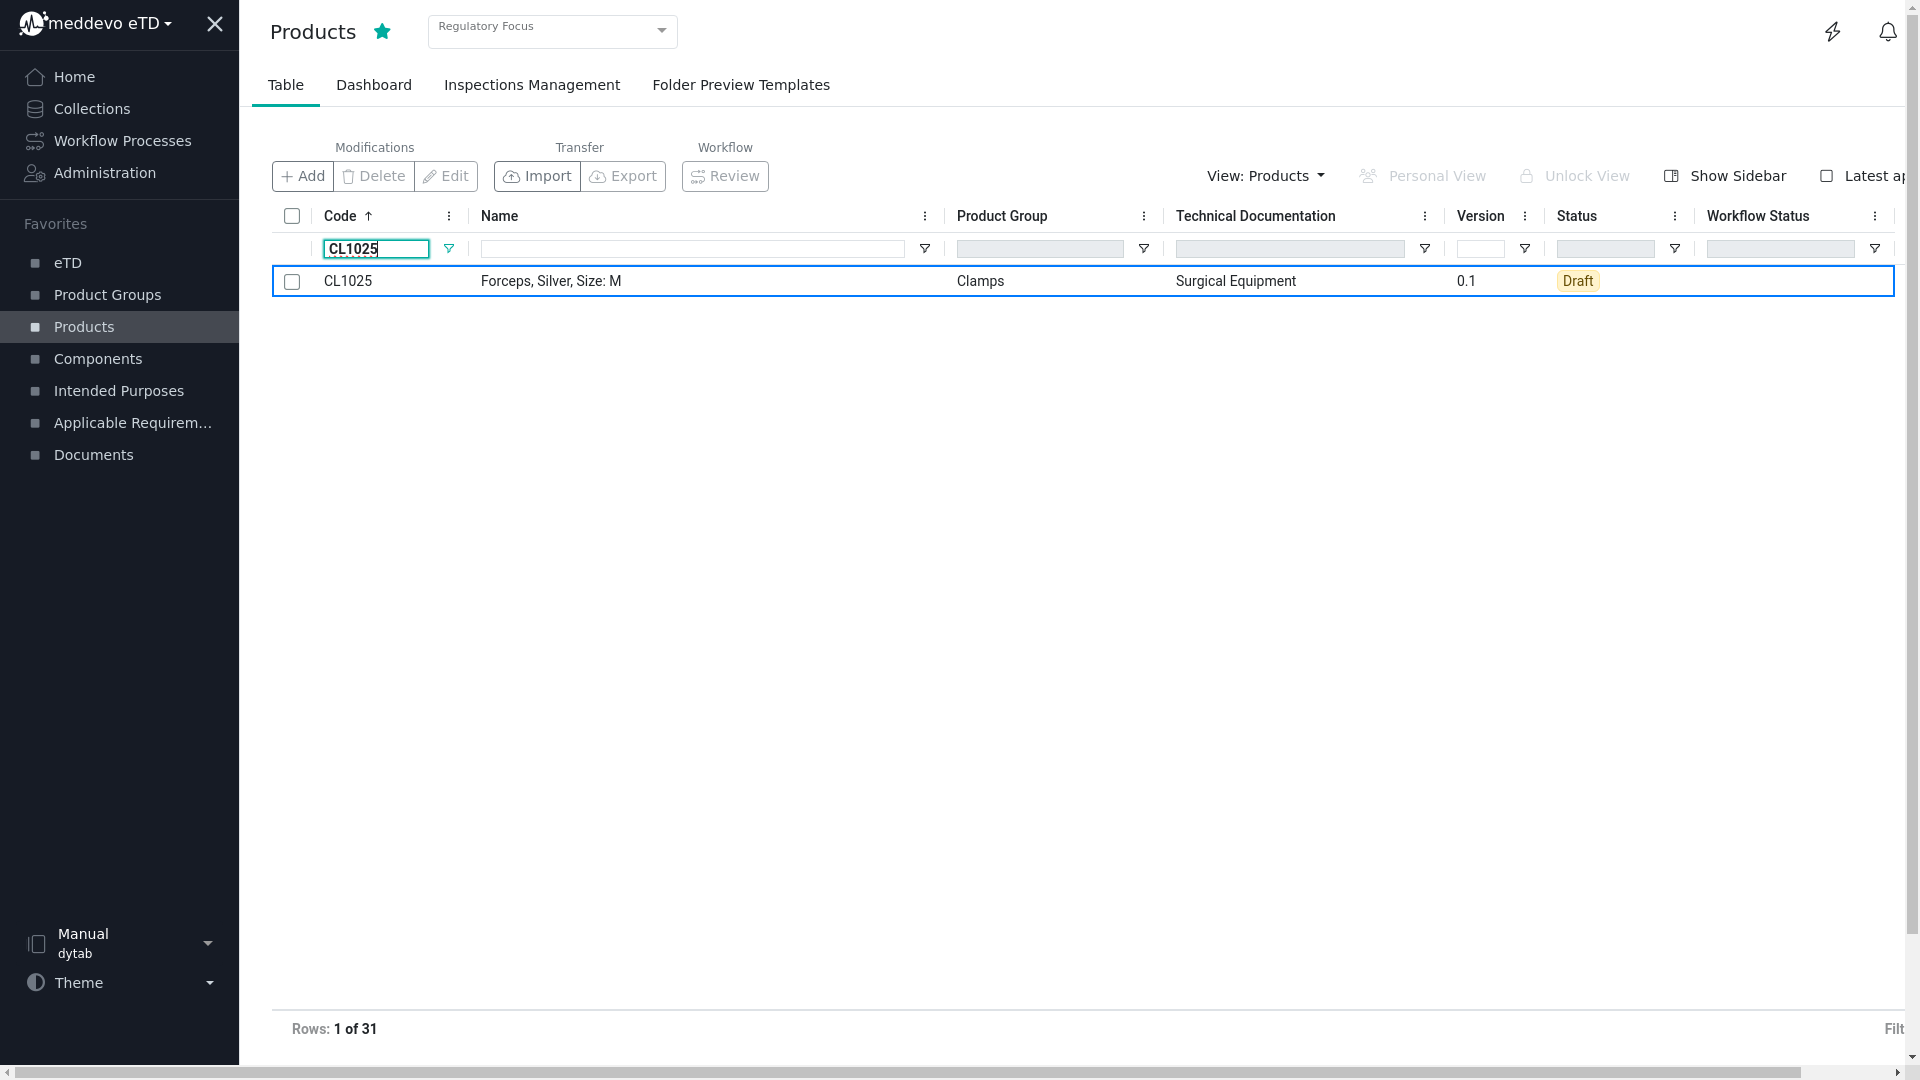 meddevo eTD
Products
Regulatory Focus
Home
Collections
Workflow Processes
Administration
Favorites
eTD
Product Groups
Products
Components
Intended Purposes
Applicable Requirem...
Documents
Manual
dytab
Theme
Table
Dashboard
Inspections Management
Folder Preview Templates
Modifications
Transfer
Workflow
Add
Delete
Edit
Import
Export
Review
View: Products
Personal View
Unlock View
Show Sidebar
Latest ap
Code
Name
Product Group
Technical Documentation
Version
Status
Workflow Status
CL1025
CL1025
Forceps, Silver, Size: M
Clamps
Surgical Equipment
0.1
Draft
Rows: 1 of 31
Filt